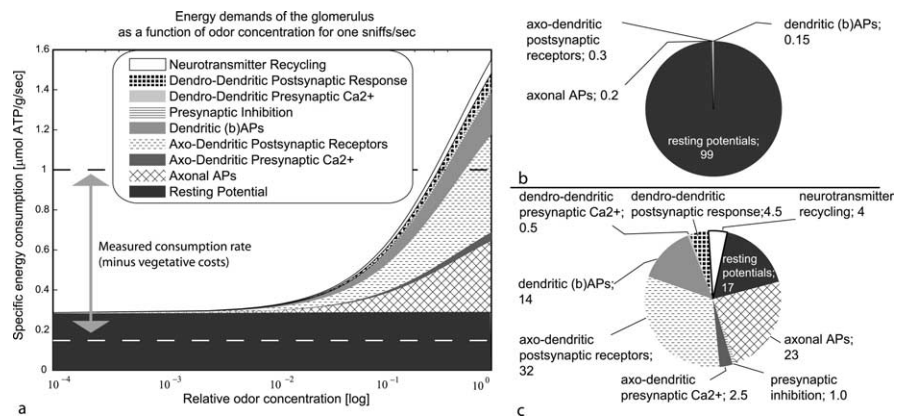 Energy demands of the glomerulus
as a function of odor concentration for one sniffs/sec
Specific energy consumption [μmol ATP/g/sec]
1.6
1.4
1.2
1.0
0.8
0.6
0.4
0.2
0
Neurotransmitter Recycling
Dendro-Dendritic Postsynaptic Response
Dendro-Dendritic Presynaptic Ca2+
Presynaptic Inhibition
Dendritic (b)APs
Axo-Dendritic Postsynaptic Receptors
Axo-Dendritic Presynaptic Ca2+
Axonal APs
Resting Potential
Measured consumption rate
(minus vegetative costs)
10⁻⁴
10⁻³
10⁻²
10⁻¹
10⁰
Relative odor concentration [log]
a
axo-dendritic
postsynaptic
receptors; 0.3
dendritic (b)APs;
0.15
axonal APs; 0.2
resting potentials;
99
b
dendro-dendritic
presynaptic Ca2+;
0.5
dendro-dendritic
postsynaptic response;4.5
neurotransmitter
recycling; 4
resting
potentials;
17
dendritic (b)APs;
14
axo-dendritic
postsynaptic receptors;
32
axonal APs;
23
axo-dendritic
presynaptic Ca2+; 2.5
presynaptic
inhibition; 1.0
c